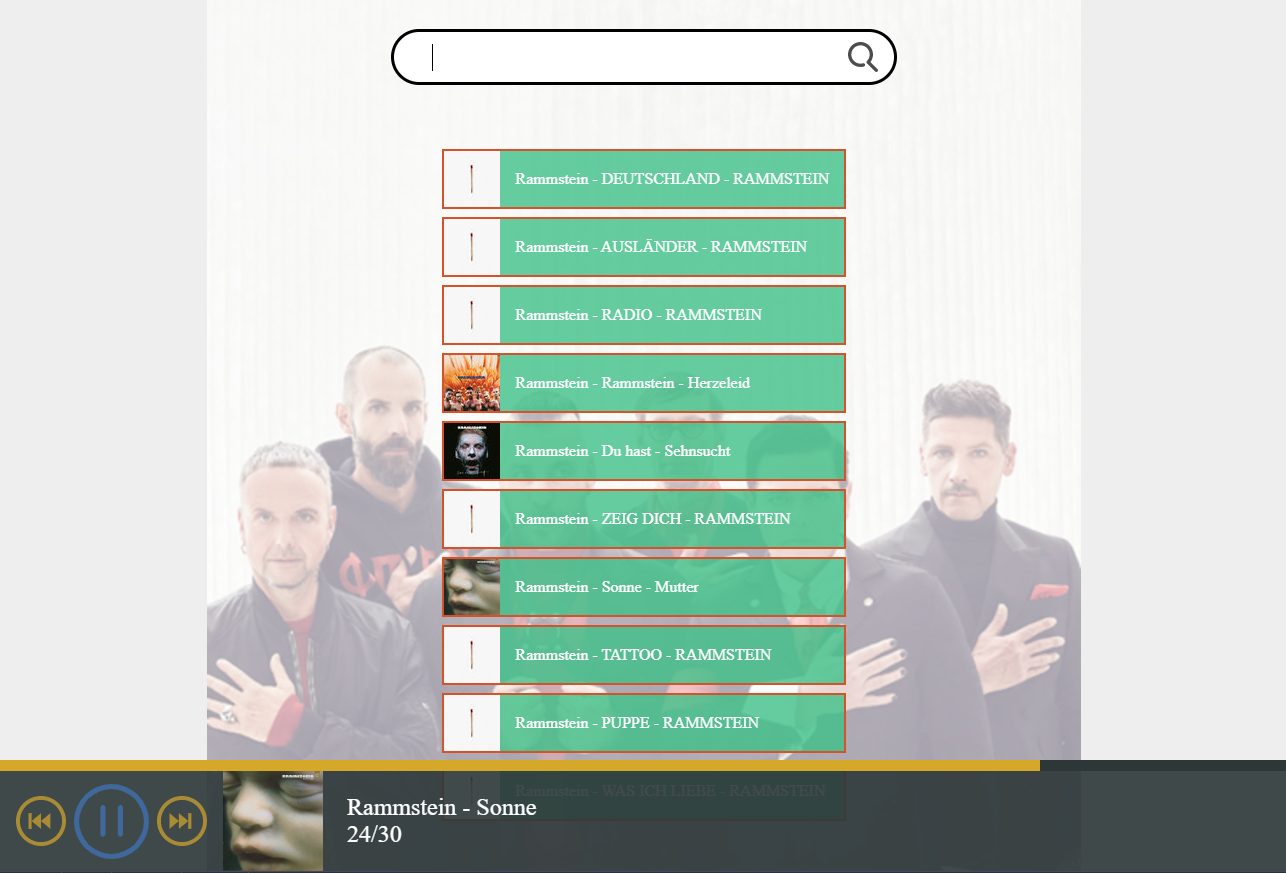 Rammstein - DEUTSCHLAND - RAMMSTEIN
Rammstein - AUSLÄNDER - RAMMSTEIN
Rammstein - RADIO - RAMMSTEIN
Rammstein - Rammstein - Herzeleid
Rammstein - Du hast - Sehnsucht
Rammstein - ZEIG DICH - RAMMSTEIN
Rammstein - Sonne - Mutter
Rammstein - TATTOO - RAMMSTEIN
Rammstein - PUPPE - RAMMSTEIN
Rammstein - WAS ICH LIEBE - RAMMSTEIN
Rammstein - Sonne
24/30